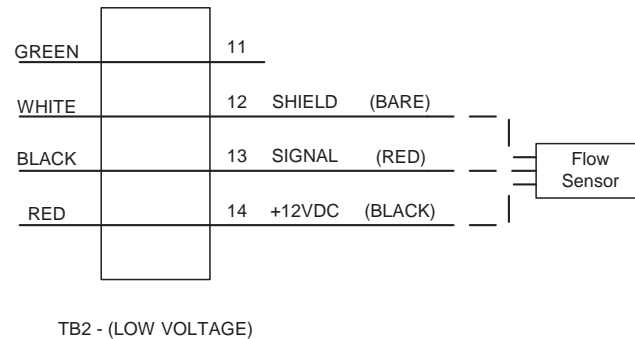 GREEN 11
WHITE 12 SHIELD (BARE)
BLACK 13 SIGNAL (RED)
RED 14 +12VDC (BLACK)
Flow
Sensor
TB2 - (LOW VOLTAGE)